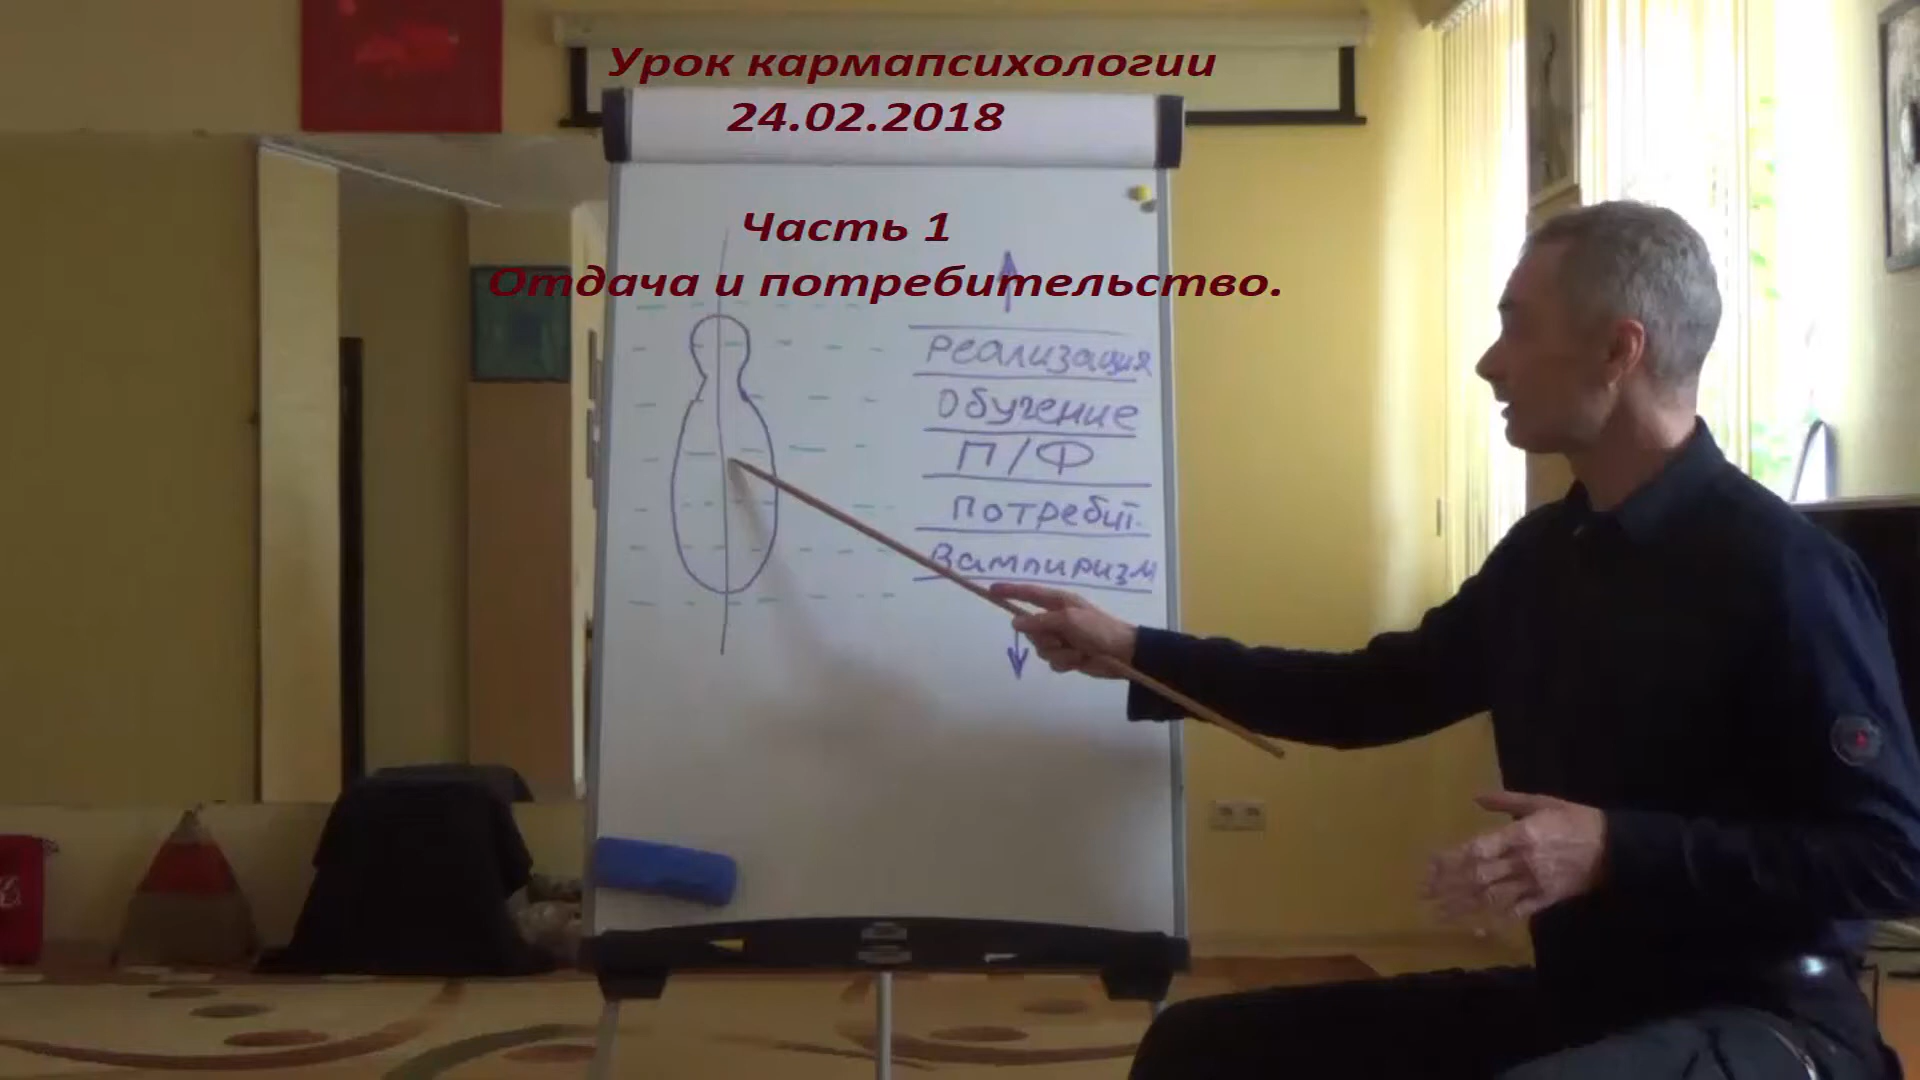 Урок кармапсихологии
24.02.2018
Часть 1
Отдача и потребительство.
Реализация
Обучение
П/Ф
Потребит.
Вампиризм